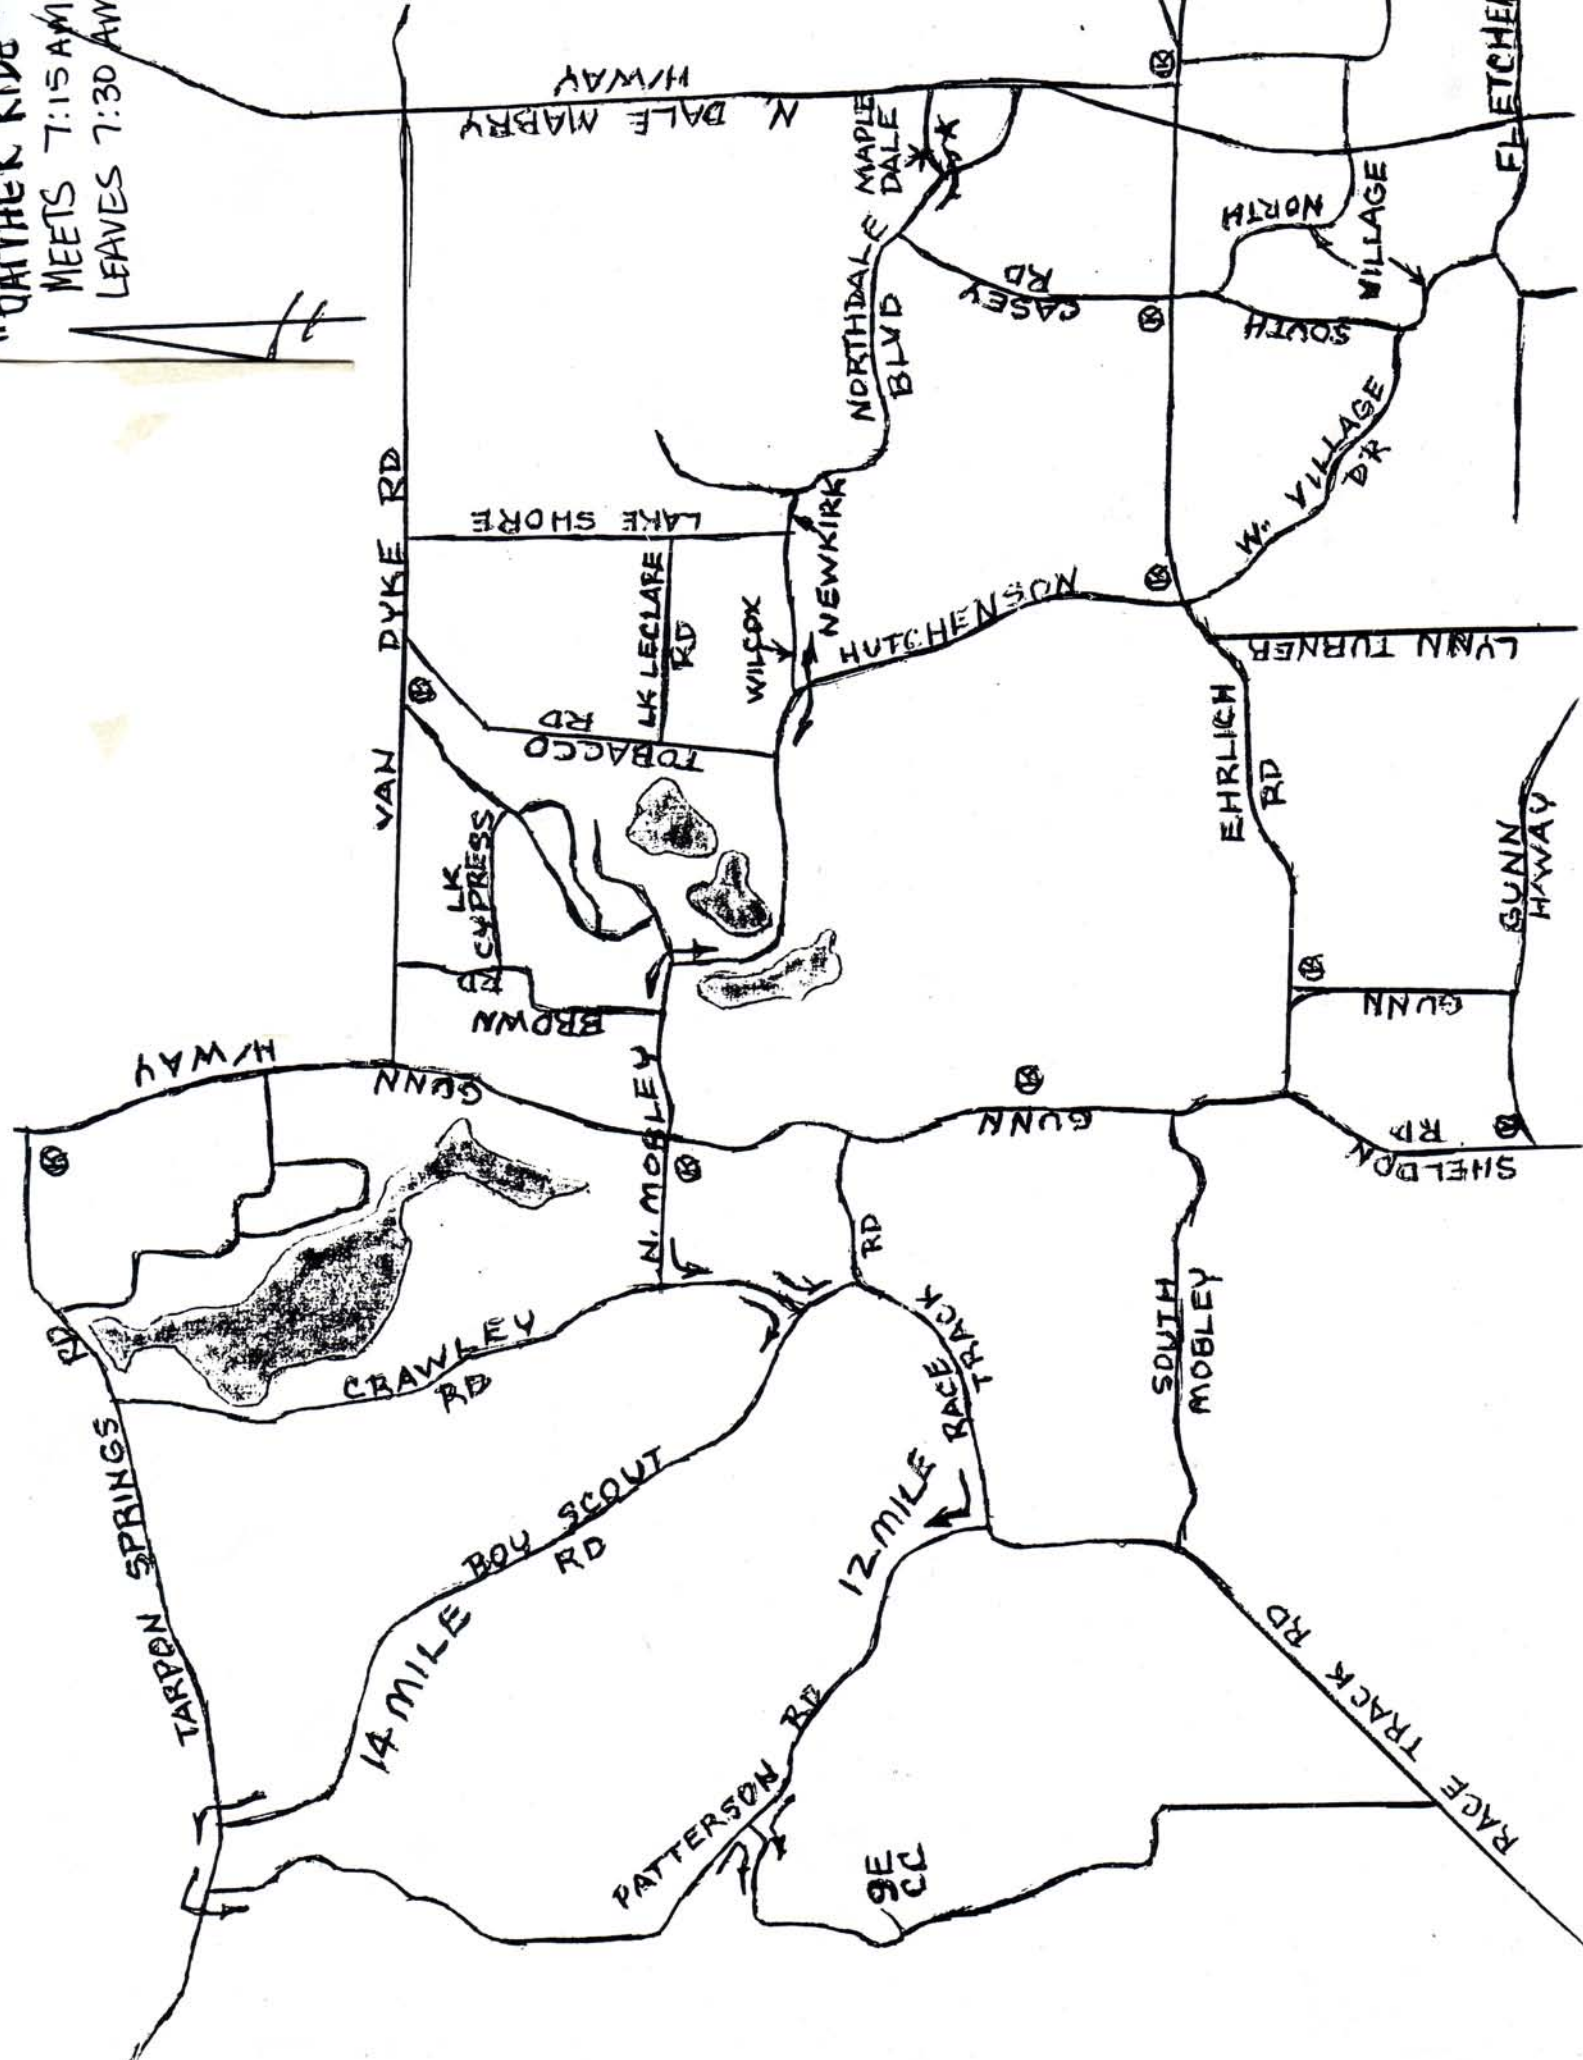 MEETS 7:15 AM
LEAVES 7:30 AM
H/WAY
N DALE MABRY
MAPLE
DALE
FLETCHER
NORTH
VILLAGE
SOUTH
CASEY
RD
NORTHDALE
BLVD
W. VILLAGE
DR
VAN DYKE RD
LAKE SHORE
LK LECLARE
RD
WILCOX
NEWKIRK
HUTCHENSON
TOBACCO
RD
LYNN TURNER
EHRLICH
RD
GUNN
H/WAY
GUNN
LK
CYPRESS
BROWN
RD
GUNN
H/WAY
N. MOBLEY
GUNN
SHELDON
RD
RACE TRACK
RD
SOUTH
MOBLEY
CRAWLEY
RD
TARPON SPRINGS
RD
BOY SCOUT
RD
14 MILE
12 MILE
PATTERSON RD
RACE TRACK RD